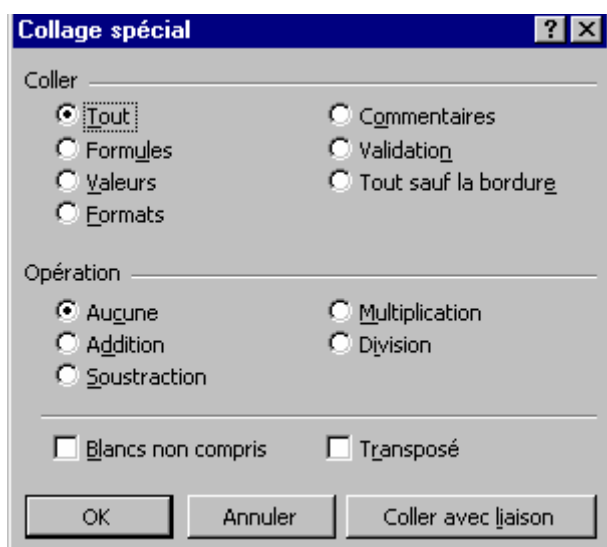 Collage spécial
Coller
Tout
Commentaires
Formules
Validation
Valeurs
Tout sauf la bordure
Formats
Opération
Aucune
Multiplication
Addition
Division
Soustraction
Blancs non compris
Transposé
OK
Annuler
Coller avec liaison